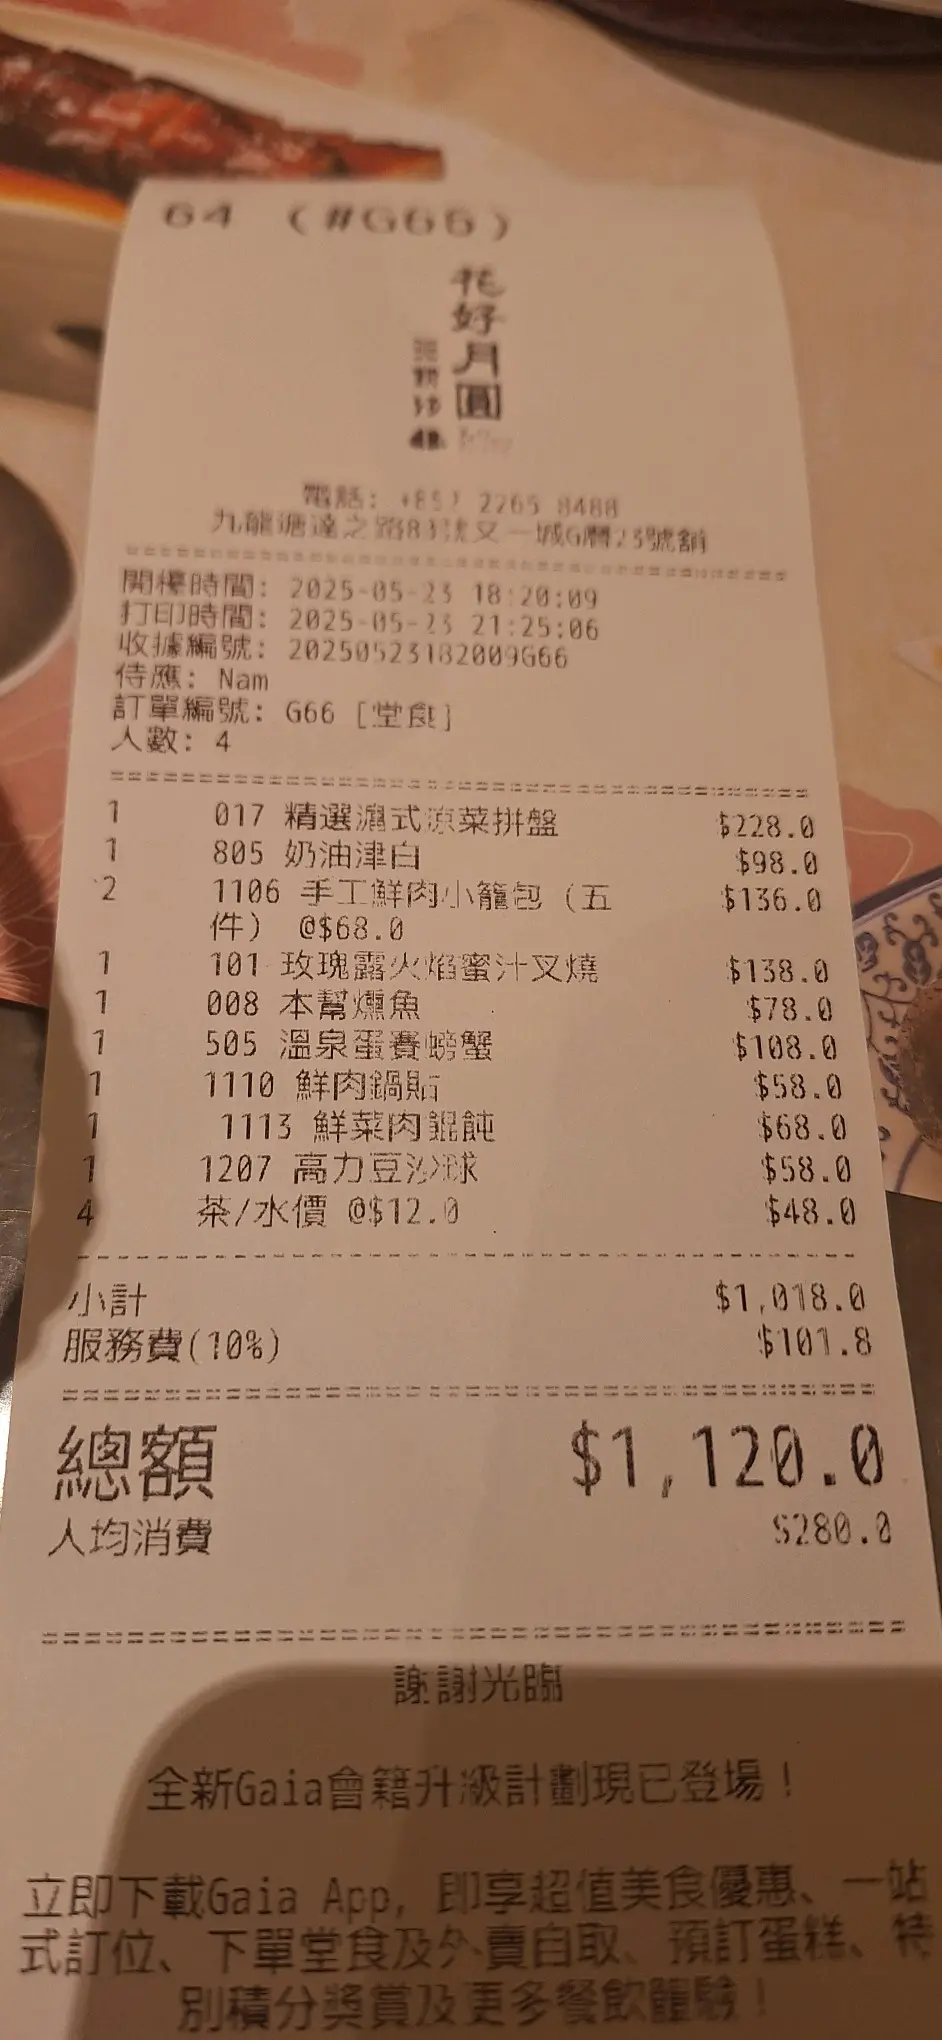 64 (#G66)
花好月圓
電話: +852 2265 8488
九龍塘達之路83號又一城G層23號舖
開檯時間: 2025-05-23 18:20:09
打印時間: 2025-05-23 21:25:06
收據編號: 20250523182009G66
侍應: Nam
訂單編號: G66 [堂食]
人數: 4
1 017 精選滬式涼菜拼盤 $228.0
1 805 奶油津白 $98.0
2 1106 手工鮮肉小籠包 (五
件) @$68.0 $136.0
1 101 玫瑰露火焰蜜汁叉燒 $138.0
1 008 本幫燻魚 $78.0
1 505 溫泉蛋賽螃蟹 $108.0
1 1110 鮮肉鍋貼 $58.0
1 1113 鮮菜肉餛飩 $68.0
1 1207 高力豆沙球 $58.0
4 茶/水價 @$12.0 $48.0
小計 $1,018.0
服務費(10%) $101.8
總額 $1,120.0
人均消費 $280.0
謝謝光臨
全新Gaia會籍升級計劃現已登場!
立即下載Gaia App, 即享超值美食優惠、一站
式訂位、下單堂食及外賣自取、預訂蛋糕、特
別積分獎賞及更多餐飲體驗!